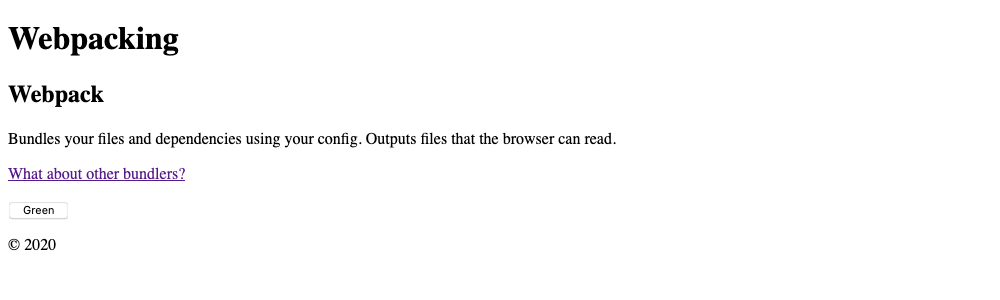 Webpacking
Webpack
Bundles your files and dependencies using your config. Outputs files that the browser can read.
What about other bundlers?
Green
© 2020